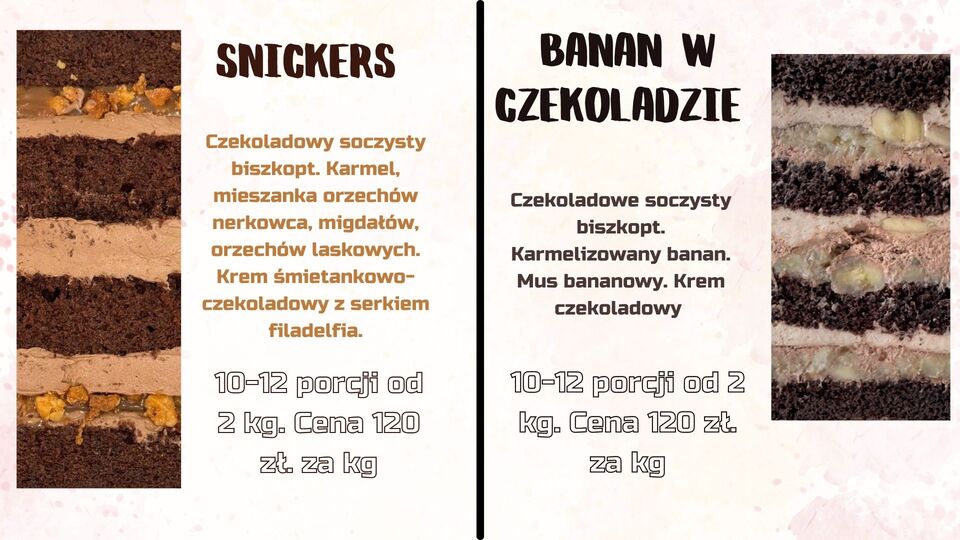 SNICKERS
Czekoladowy soczysty
biszkopt. Karmel,
mieszanka orzechów
nerkowca, migdałów,
orzechów laskowych.
Krem śmietankowo-
czekoladowy z serkiem
filadelfia.
10-12 porcji od
2 kg. Cena 120
zł. za kg
BANAN W
CZEKOLADZIE
Czekoladowe soczysty
biszkopt.
Karmelizowany banan.
Mus bananowy. Krem
czekoladowy
10-12 porcji od 2
kg. Cena 120 zł.
za kg